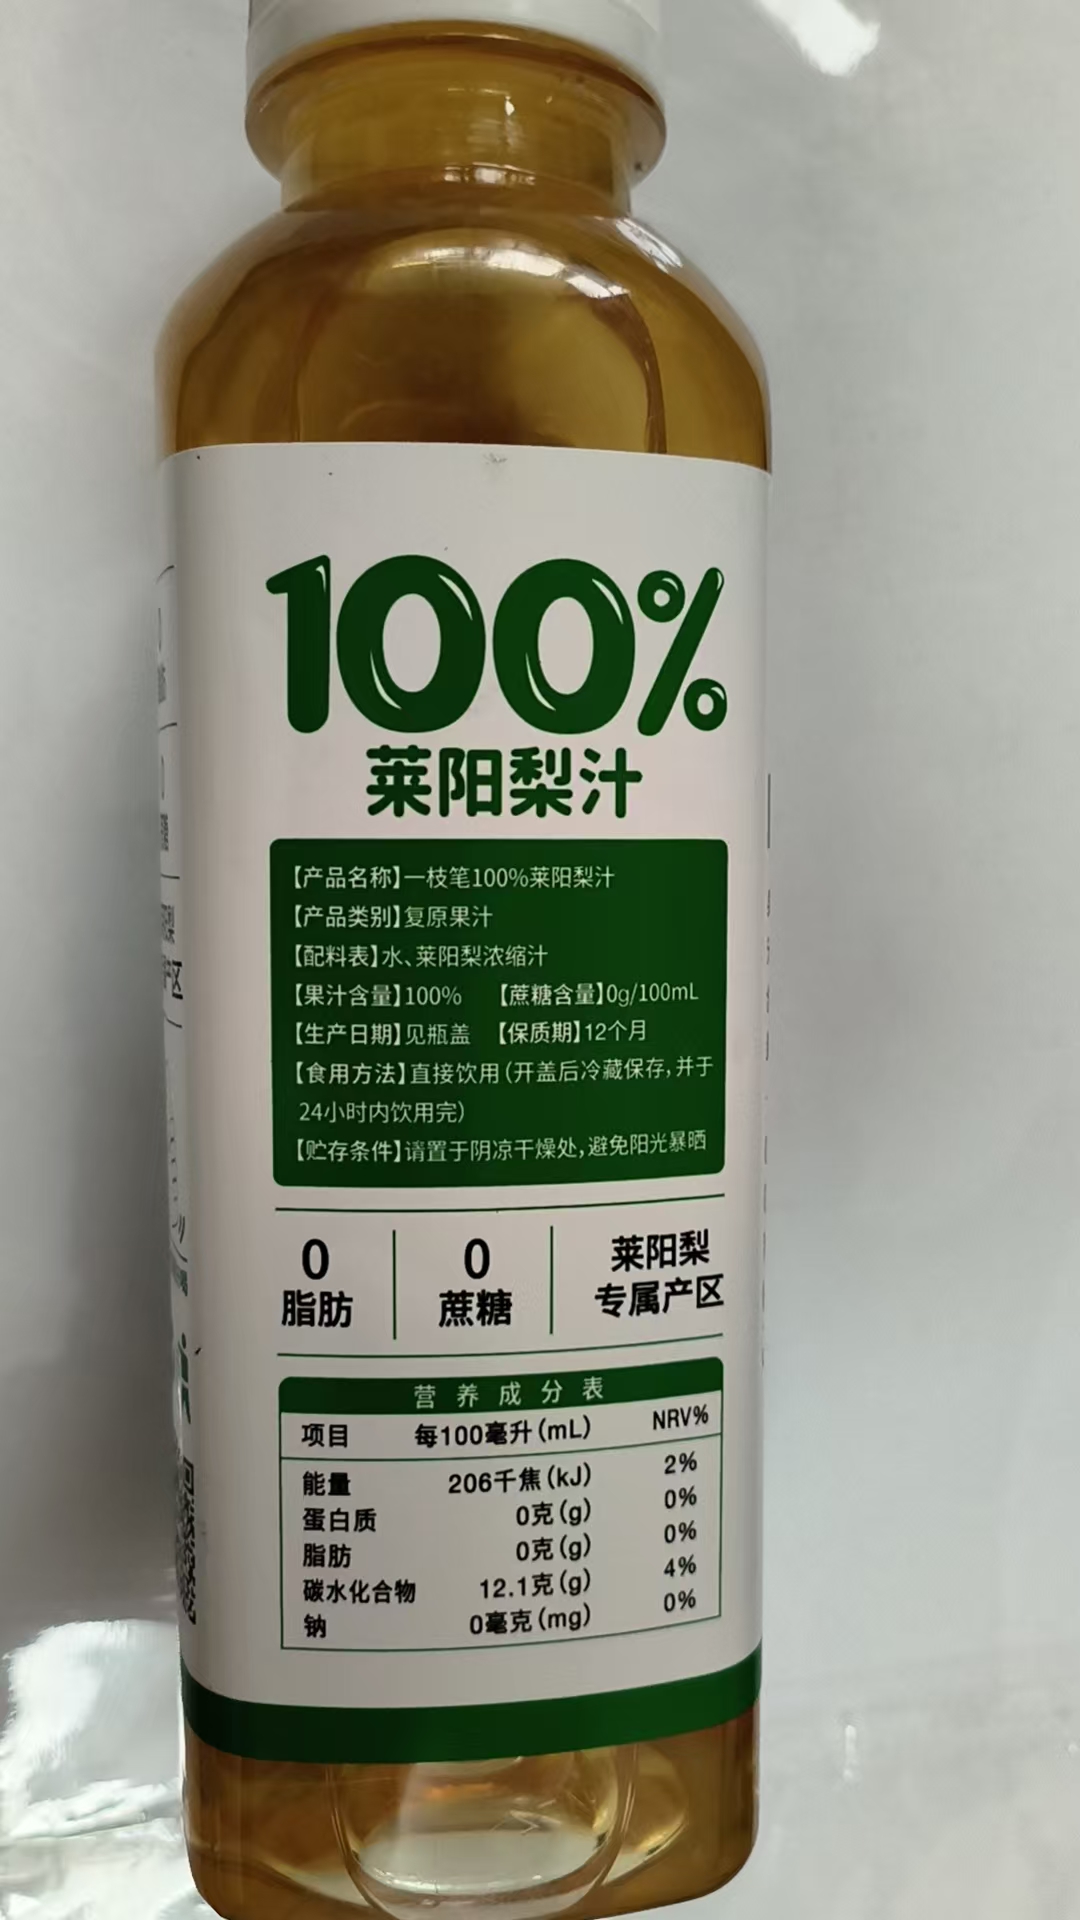 100%
莱阳梨汁
【产品名称】一枝笔100%莱阳梨汁
【产品类别】复原果汁
【配料表】水、莱阳梨浓缩汁
【果汁含量】100% 【蔗糖含量】0g/100mL
【生产日期】见瓶盖 【保质期】12个月
【食用方法】直接饮用(开盖后冷藏保存,并于
24小时内饮用完)
【贮存条件】请置于阴凉干燥处,避免阳光暴晒
0
脂肪
0
蔗糖
莱阳梨
专属产区
营养成分表
项目 每100毫升(mL) NRV%
能量 206千焦(kJ) 2%
蛋白质 0克(g) 0%
脂肪 0克(g) 0%
碳水化合物 12.1克(g) 4%
钠 0毫克(mg) 0%